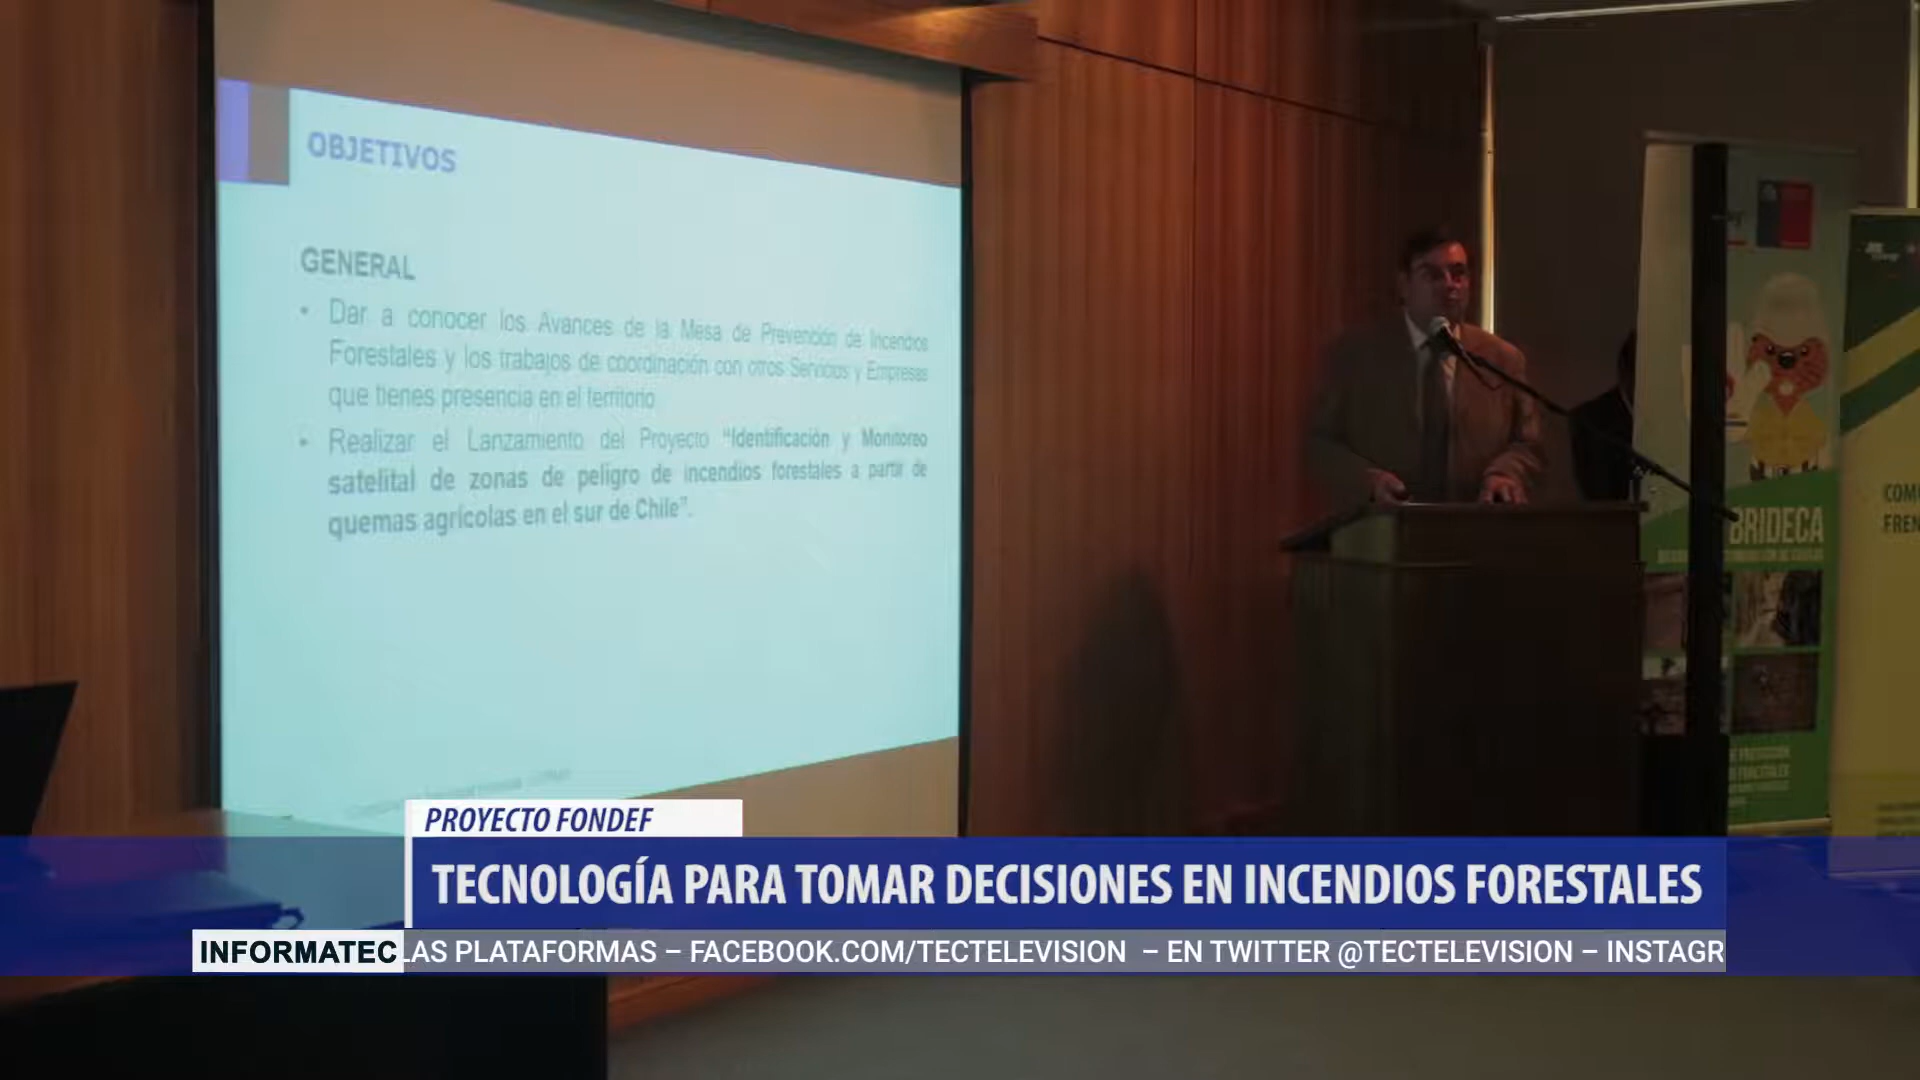 OBJETIVOS
GENERAL
• Dar a conocer los Avances de la Mesa de Prevención de Incendios
Forestales y los trabajos de coordinación con otros Servicios y Empresas
que tienes presencia en el territorio
• Realizar el Lanzamiento del Proyecto "Identificación y Monitoreo
satelital de zonas de peligro de incendios forestales a partir de
quemas agrícolas en el sur de Chile".
BRIDECA
COM
FREN
PROYECTO FONDEF
TECNOLOGÍA PARA TOMAR DECISIONES EN INCENDIOS FORESTALES
INFORMATEC
LAS PLATAFORMAS – FACEBOOK.COM/TECTELEVISION – EN TWITTER @TECTELEVISION – INSTAGR